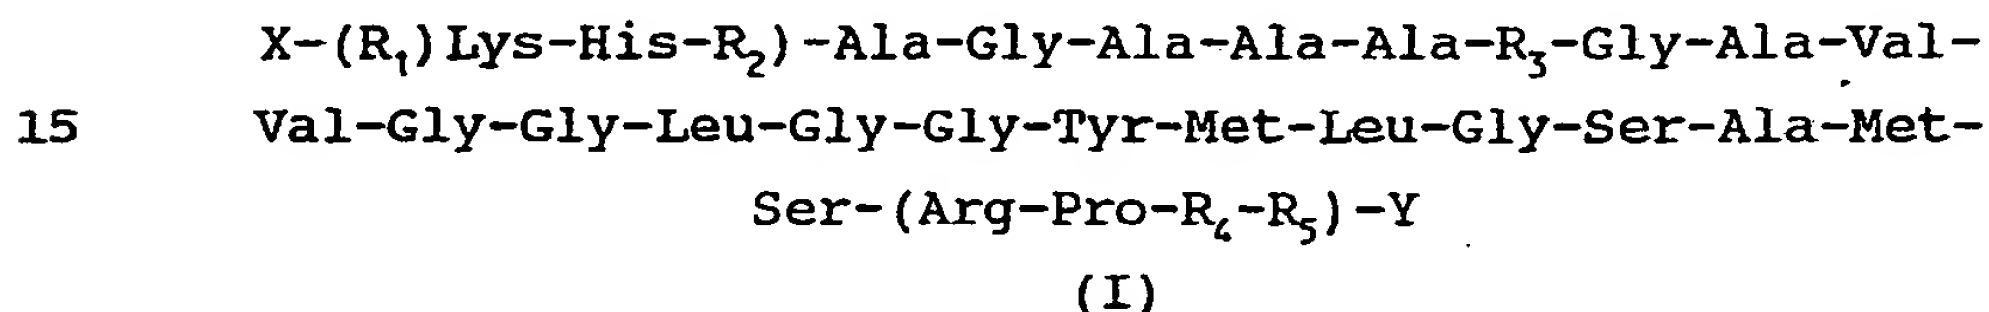 X-(R₁)Lys-His-R₂)-Ala-Gly-Ala-Ala-Ala-R₃-Gly-Ala-Val-
15 Val-Gly-Gly-Leu-Gly-Gly-Tyr-Met-Leu-Gly-Ser-Ala-Met-
Ser-(Arg-Pro-R₄-R₅)-Y
(I)